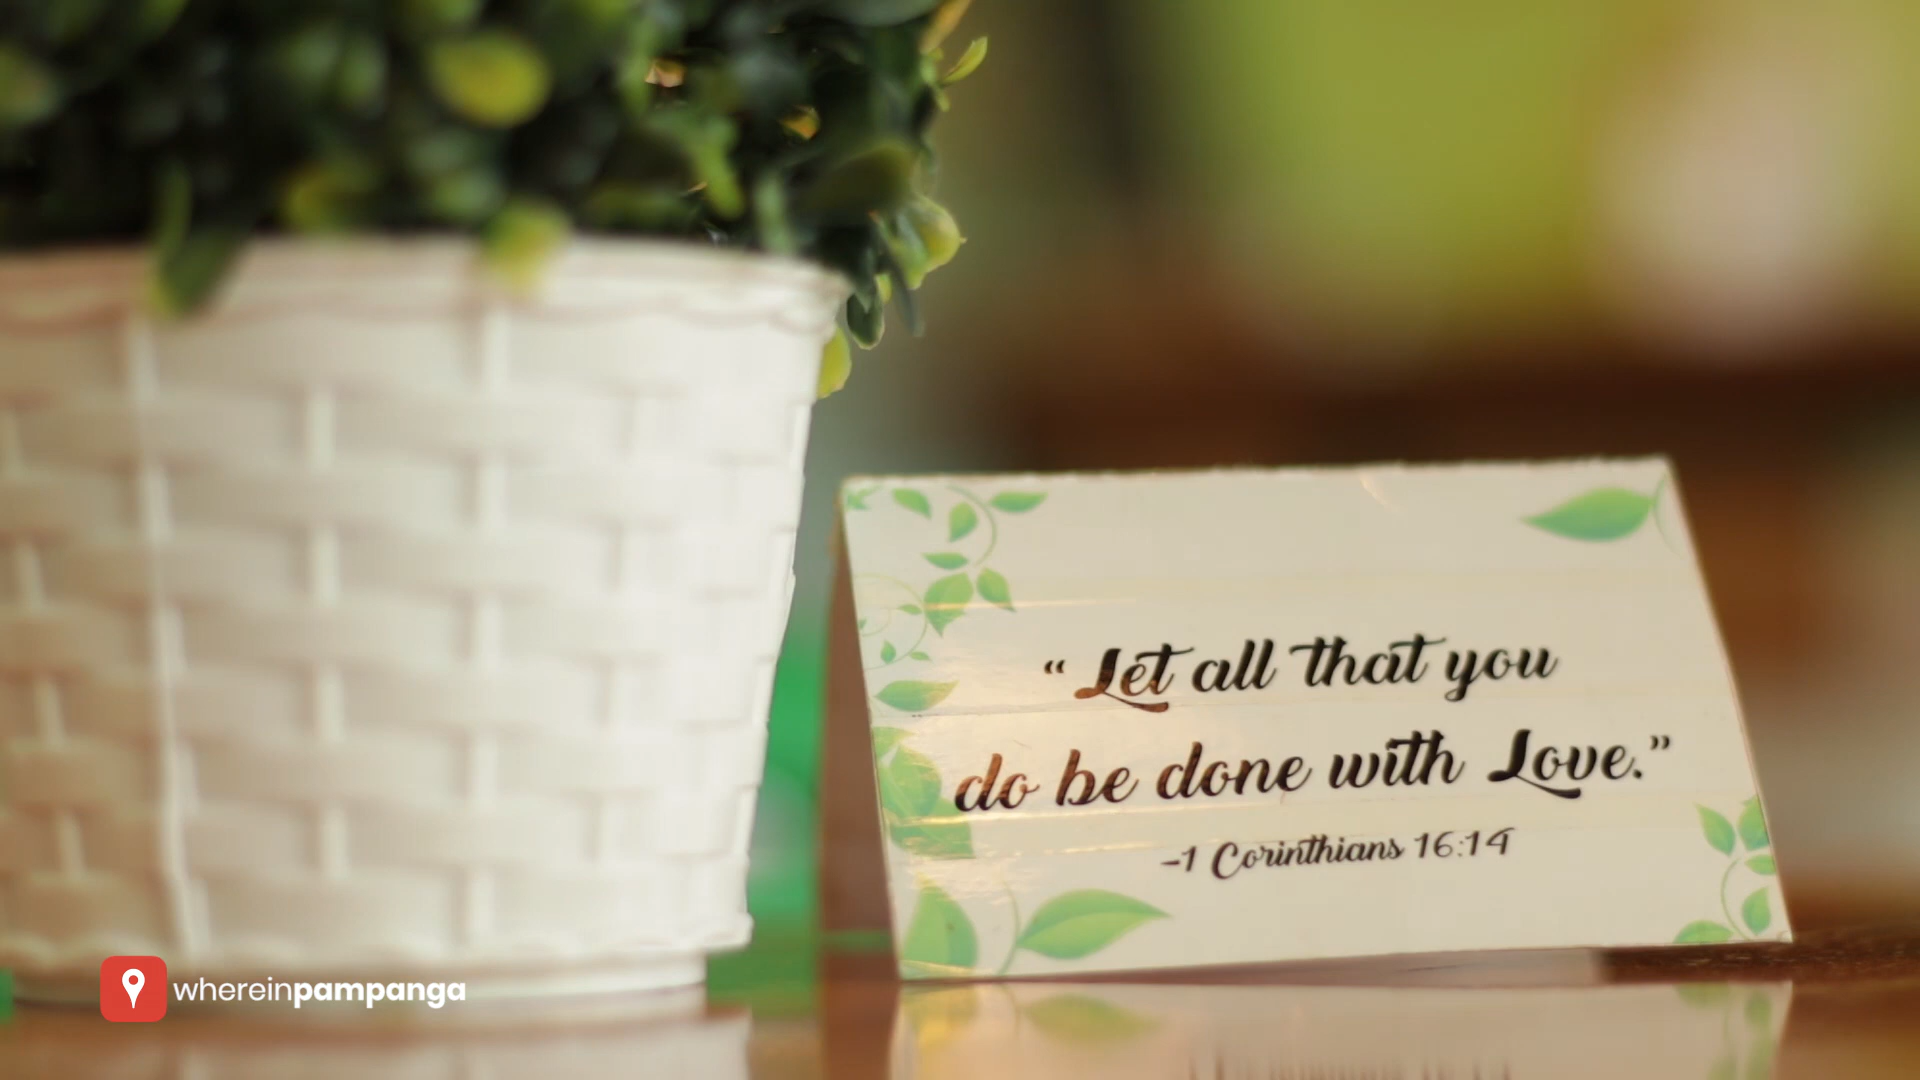 “ Let all that you
do be done with Love.”
-1 Corinthians 16:14
whereinpampanga